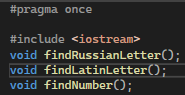 #pragma once
#include <iostream>
void findRussianLetter();
void findLatinLetter();
void findNumber();